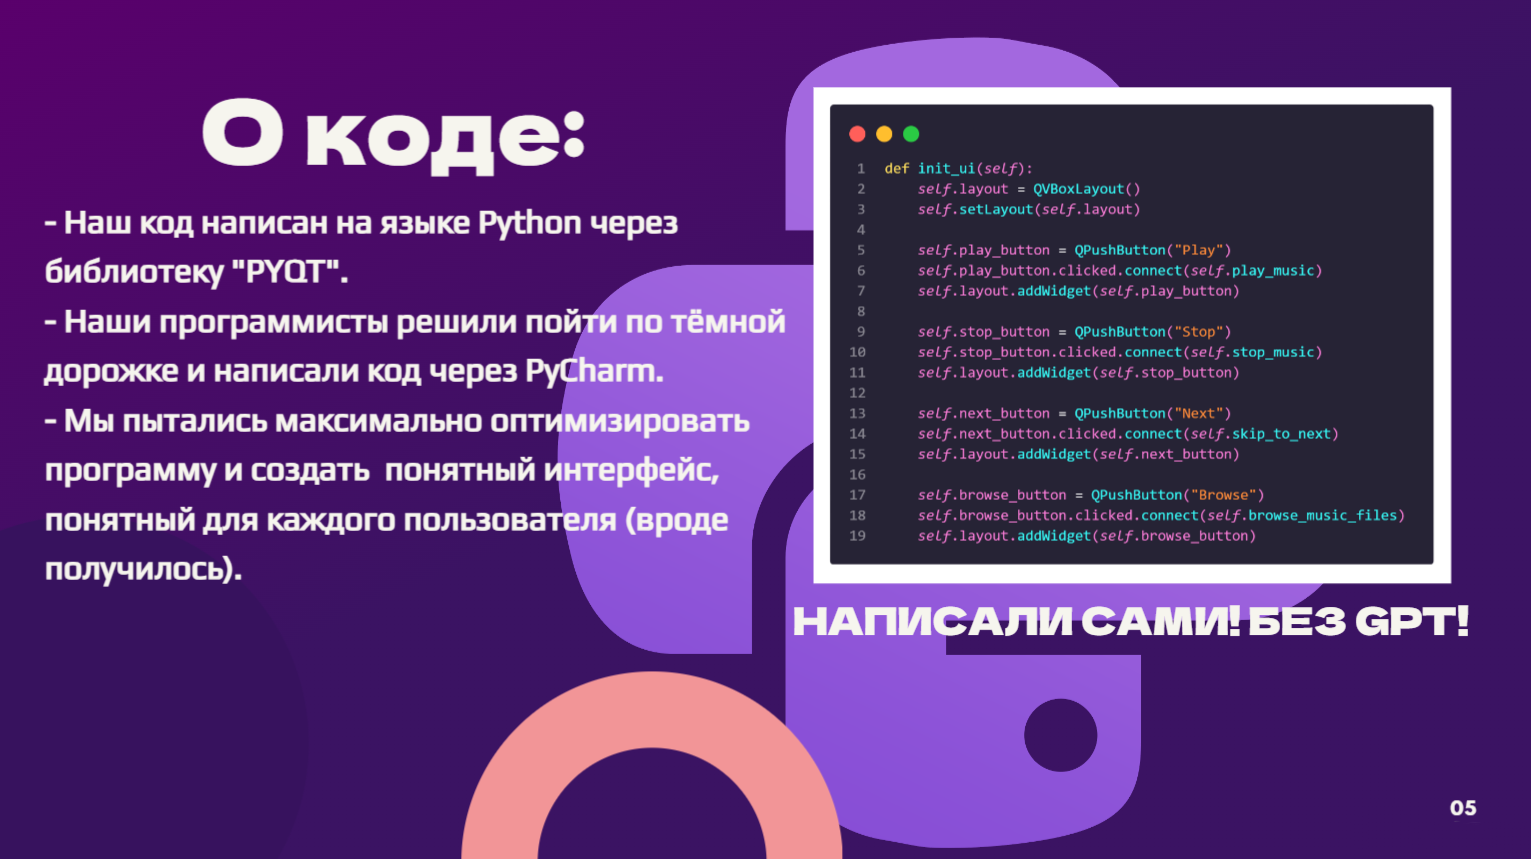 О коде:
- Наш код написан на языке Python через
библиотеку "PYQT".
- Наши программисты решили пойти по тёмной
дорожке и написали код через PyCharm.
- Мы пытались максимально оптимизировать
программу и создать  понятный интерфейс,
понятный для каждого пользователя (вроде
получилось).
1 def init_ui(self):
2     self.layout = QVBoxLayout()
3     self.setLayout(self.layout)
4
5     self.play_button = QPushButton("Play")
6     self.play_button.clicked.connect(self.play_music)
7     self.layout.addWidget(self.play_button)
8
9     self.stop_button = QPushButton("Stop")
10     self.stop_button.clicked.connect(self.stop_music)
11     self.layout.addWidget(self.stop_button)
12
13     self.next_button = QPushButton("Next")
14     self.next_button.clicked.connect(self.skip_to_next)
15     self.layout.addWidget(self.next_button)
16
17     self.browse_button = QPushButton("Browse")
18     self.browse_button.clicked.connect(self.browse_music_files)
19     self.layout.addWidget(self.browse_button)
НАПИСАЛИ САМИ! БЕЗ GPT!
05